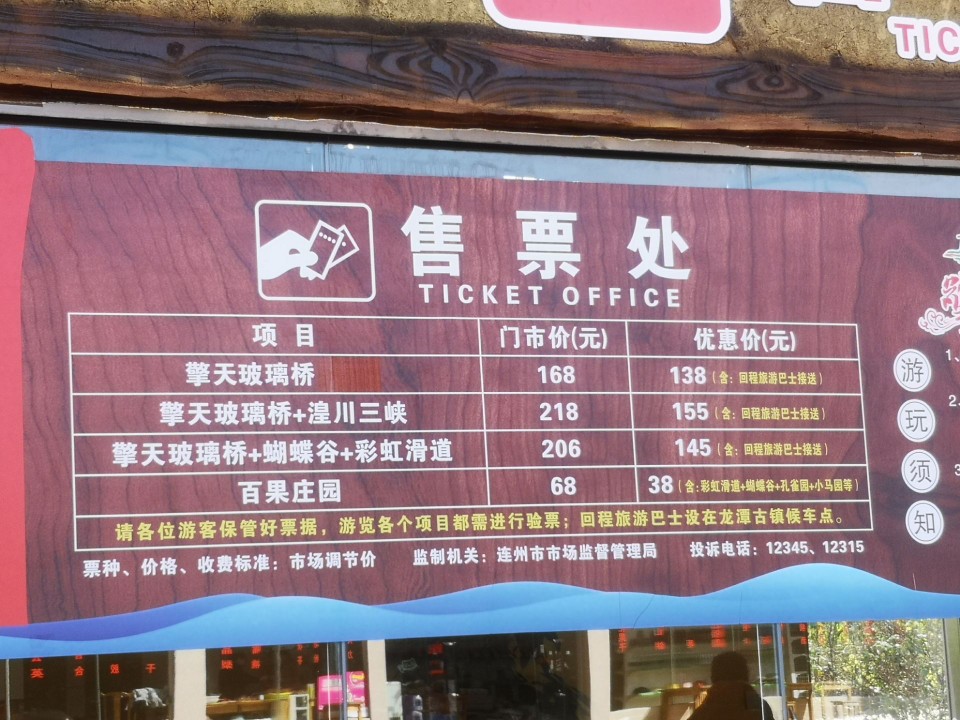 TIC
售票处
TICKET OFFICE
项目 门市价(元) 优惠价(元)
擎天玻璃桥 168 138(含：回程旅游巴士接送)
擎天玻璃桥+湟川三峡 218 155(含：回程旅游巴士接送)
擎天玻璃桥+蝴蝶谷+彩虹滑道 206 145(含：回程旅游巴士接送)
百果庄园 68 38(含:彩虹滑道+蝴蝶谷+孔雀园+小马园等)
请各位游客保管好票据，游览各个项目都需进行验票；回程旅游巴士设在龙潭古镇候车点。
票种、价格、收费标准：市场调节价 监制机关：连州市市场监督管理局 投诉电话：12345、12315
游玩须知
1、
2、
3